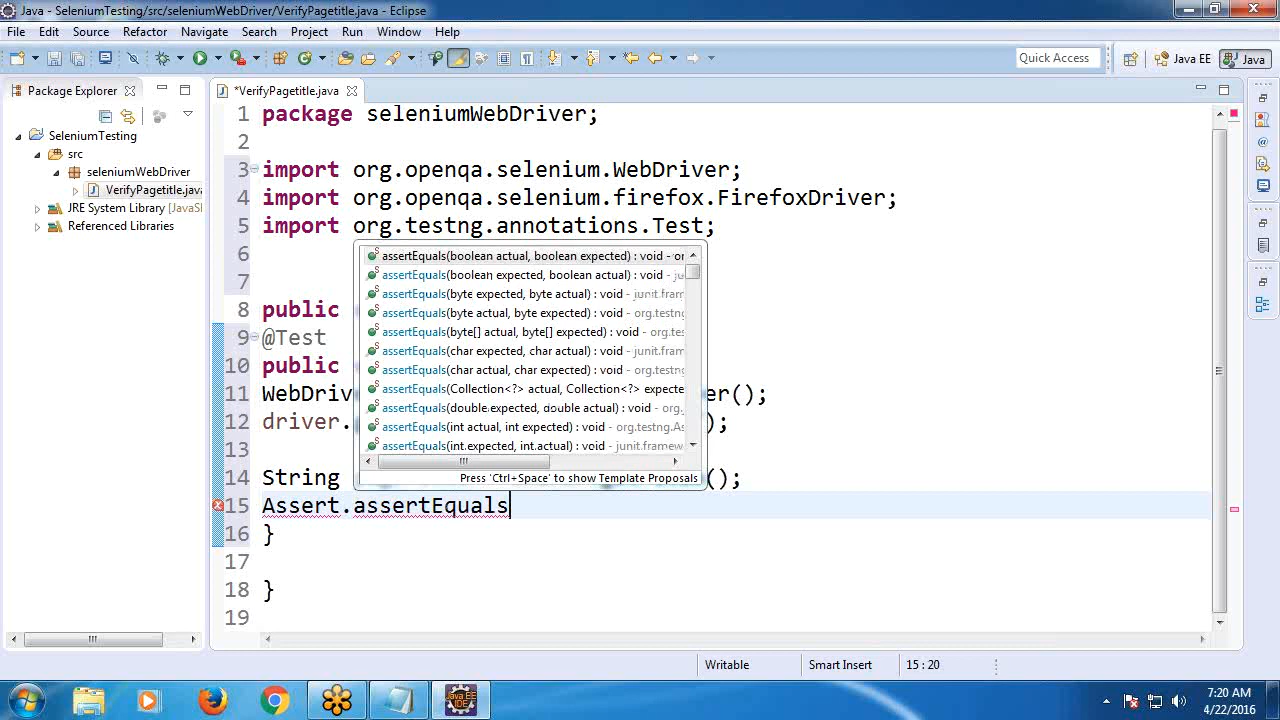 Java - SeleniumTesting/src/seleniumWebDriver/VerifyPagetitle.java - Eclipse
File Edit Source Refactor Navigate Search Project Run Window Help
Quick Access Java EE Java
Package Explorer
SeleniumTesting
src
seleniumWebDriver
VerifyPagetitle.java
JRE System Library [JavaS
Referenced Libraries
*VerifyPagetitle.java
1 package seleniumWebDriver;
2
3 import org.openqa.selenium.WebDriver;
4 import org.openqa.selenium.firefox.FirefoxDriver;
5 import org.testng.annotations.Test;
6
7
8 public
9 @Test
10 public
11 WebDriv er();
12 driver. );
13
14 String ();
15 Assert.assertEquals
16 }
17
18 }
19
assertEquals(boolean actual, boolean expected) : void - or
assertEquals(boolean expected, boolean actual) : void - ju
assertEquals(byte expected, byte actual) : void - junit.fram
assertEquals(byte actual, byte expected) : void - org.testng
assertEquals(byte[] actual, byte[] expected) : void - org.tes
assertEquals(char expected, char actual) : void - junit.fram
assertEquals(char actual, char expected) : void - org.testng
assertEquals(Collection<?> actual, Collection<?> expecte
assertEquals(double expected, double actual) : void - org.
assertEquals(int actual, int expected) : void - org.testng.As
assertEquals(int expected, int actual) : void - junit.framew
Press 'Ctrl+Space' to show Template Proposals
Writable Smart Insert 15 : 20
Java EE IDE
7:20 AM
4/22/2016